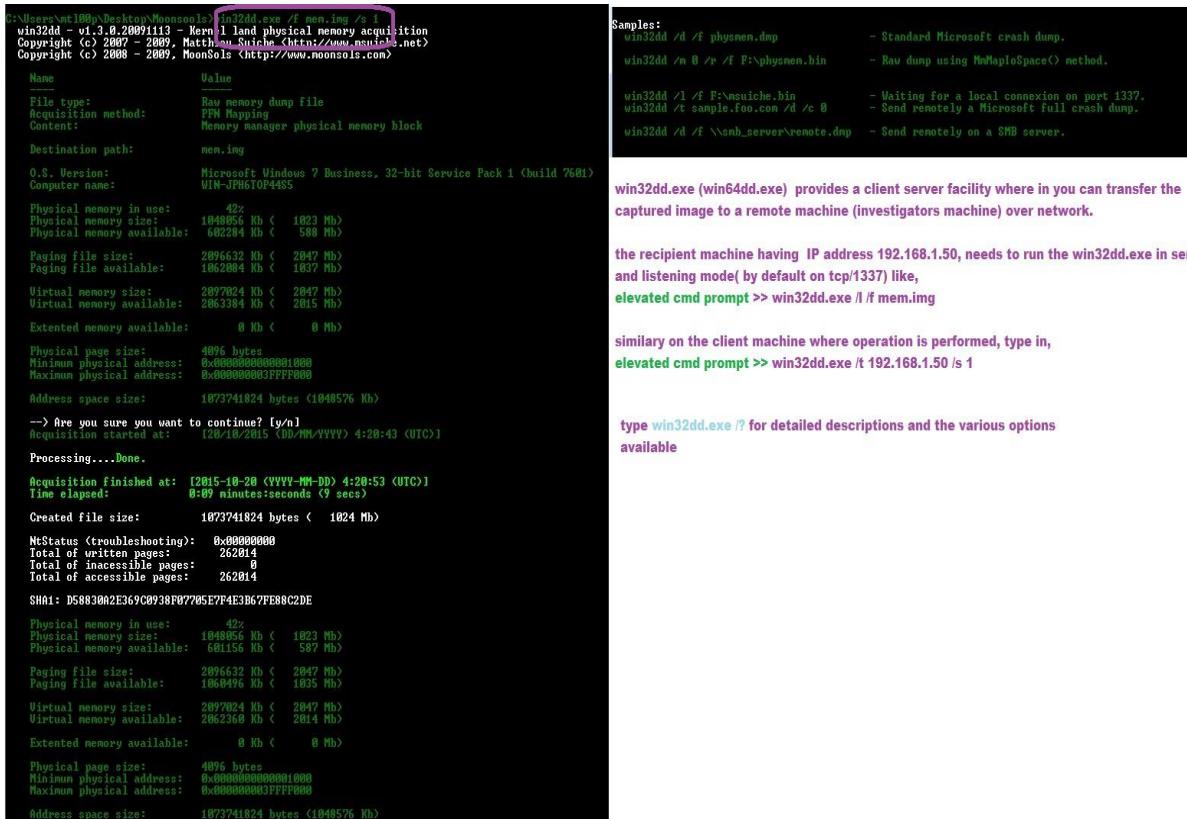 C:\Users\mtl00p\Desktop\Moonsools>win32dd.exe /f mem.img /s 1
win32dd - v1.3.0.20091113 - Kernel land physical memory acquisition
Copyright (c) 2007 - 2009, Matthieu Suiche <http://www.msuiche.net>
Copyright (c) 2008 - 2009, MoonSols <http://www.moonsols.com>
Name Value
---- -----
File type: Raw memory dump file
Acquisition method: PFN Mapping
Content: Memory manager physical memory block
Destination path: mem.img
O.S. Version: Microsoft Windows 7 Business, 32-bit Service Pack 1 (build 7601)
Computer name: WIN-JPH6TOP44S5
Physical memory in use: 42%
Physical memory size: 1048056 Kb ( 1023 Mb)
Physical memory available: 602284 Kb ( 588 Mb)
Paging file size: 2096632 Kb ( 2047 Mb)
Paging file available: 1062084 Kb ( 1037 Mb)
Virtual memory size: 2097024 Kb ( 2047 Mb)
Virtual memory available: 2063384 Kb ( 2015 Mb)
Extented memory available: 0 Kb ( 0 Mb)
Physical page size: 4096 bytes
Minimum physical address: 0x0000000000001000
Maximum physical address: 0x000000003FFFF000
Address space size: 1073741824 bytes (1048576 Kb)
--> Are you sure you want to continue? [y/n]
Acquisition started at: [20/10/2015 (DD/MM/YYYY) 4:20:43 (UTC)]
Processing....Done.
Acquisition finished at: [2015-10-20 (YYYY-MM-DD) 4:20:53 (UTC)]
Time elapsed: 0:09 minutes:seconds (9 secs)
Created file size: 1073741824 bytes ( 1024 Mb)
NtStatus (troubleshooting): 0x00000000
Total of written pages: 262014
Total of inacessible pages: 0
Total of accessible pages: 262014
SHA1: D58830A2E369C0938F07705E7F4E3B67FE88C2DE
Physical memory in use: 42%
Physical memory size: 1048056 Kb ( 1023 Mb)
Physical memory available: 601156 Kb ( 587 Mb)
Paging file size: 2096632 Kb ( 2047 Mb)
Paging file available: 1060496 Kb ( 1035 Mb)
Virtual memory size: 2097024 Kb ( 2047 Mb)
Virtual memory available: 2062360 Kb ( 2014 Mb)
Extented memory available: 0 Kb ( 0 Mb)
Physical page size: 4096 bytes
Minimum physical address: 0x0000000000001000
Maximum physical address: 0x000000003FFFF000
Address space size: 1073741824 bytes (1048576 Kb)
Samples:
win32dd /d /f physmem.dmp - Standard Microsoft crash dump.
win32dd /m 0 /r /f F:\physmem.bin - Raw dump using MmMapIoSpace() method.
win32dd /l /f F:\msuiche.bin - Waiting for a local connexion on port 1337.
win32dd /t sample.foo.com /d /c 0 - Send remotely a Microsoft full crash dump.
win32dd /d /f \\smb_server\remote.dmp - Send remotely on a SMB server.
win32dd.exe (win64dd.exe) provides a client server facility where in you can transfer the
captured image to a remote machine (investigators machine) over network.
the recipient machine having IP address 192.168.1.50, needs to run the win32dd.exe in
and listening mode( by default on tcp/1337) like,
elevated cmd prompt >> win32dd.exe /l /f mem.img
similary on the client machine where operation is performed, type in,
elevated cmd prompt >> win32dd.exe /t 192.168.1.50 /s 1
type win32dd.exe /? for detailed descriptions and the various options
available